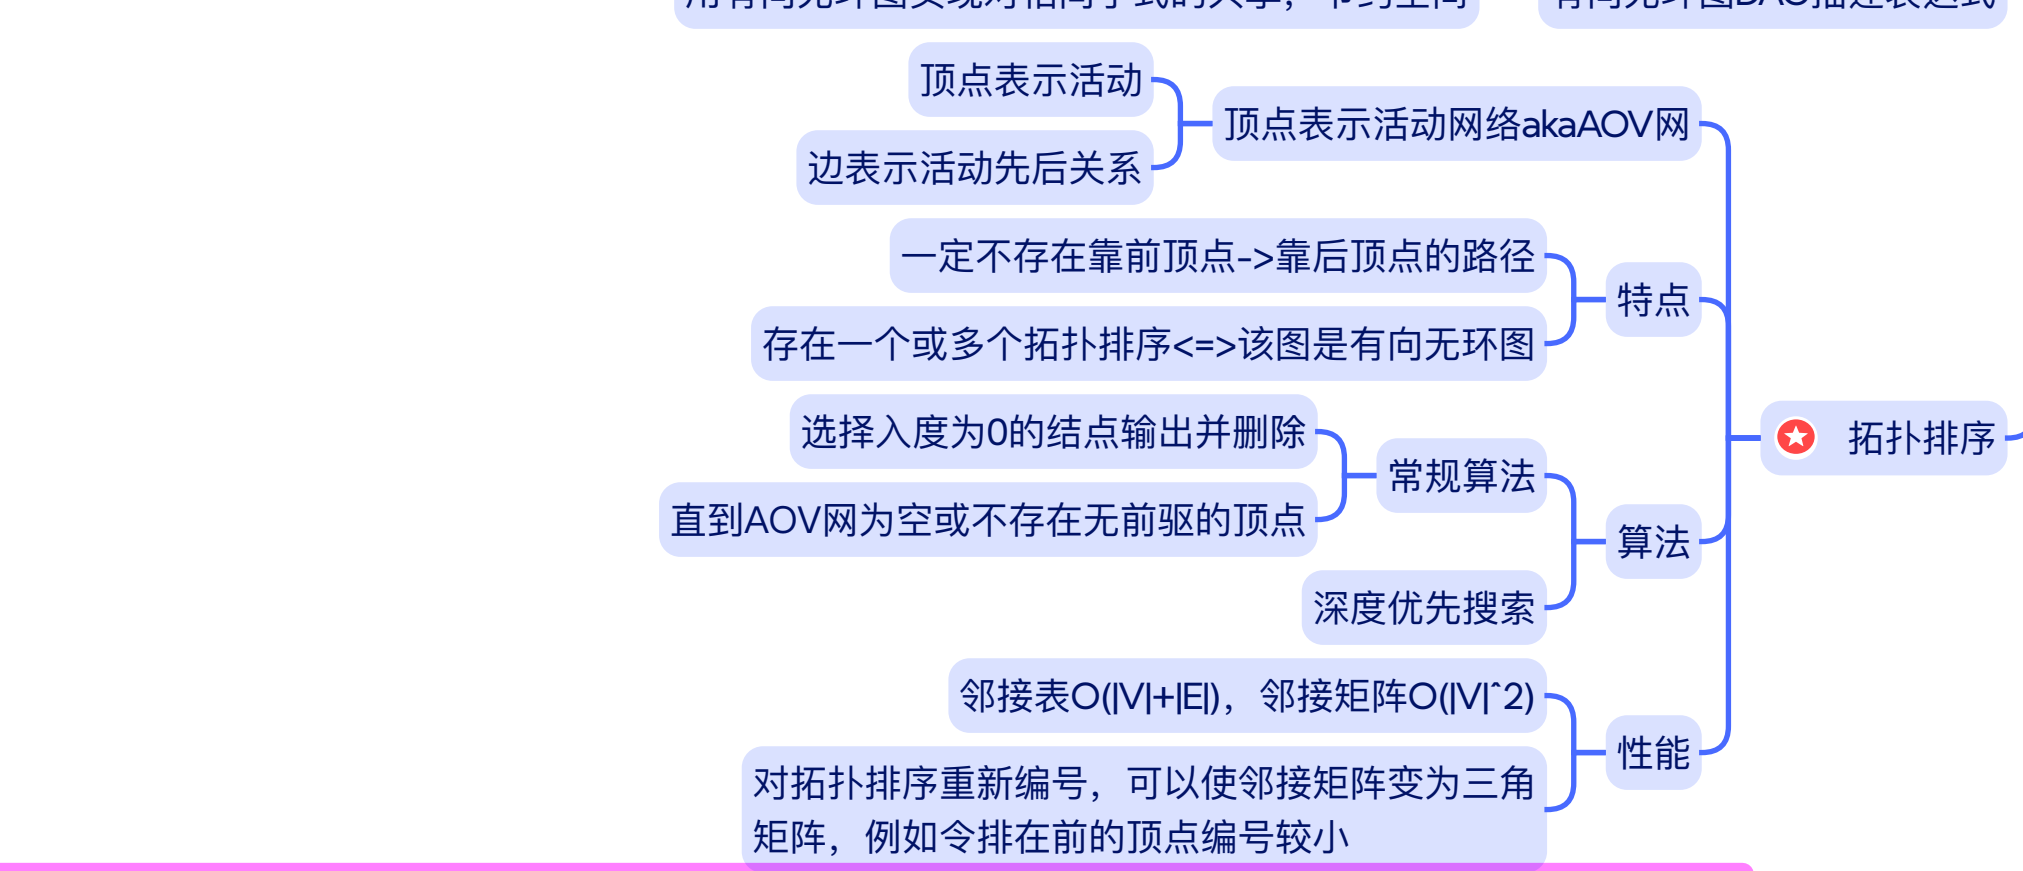 顶点表示活动
顶点表示活动网络akaAOV网
边表示活动先后关系
一定不存在靠前顶点->靠后顶点的路径
特点
存在一个或多个拓扑排序<=>该图是有向无环图
选择入度为0的结点输出并删除
常规算法
拓扑排序
直到AOV网为空或不存在无前驱的顶点
算法
深度优先搜索
邻接表O(|V|+|E|)，邻接矩阵O(|V|^2)
性能
对拓扑排序重新编号，可以使邻接矩阵变为三角
矩阵，例如令排在前的顶点编号较小